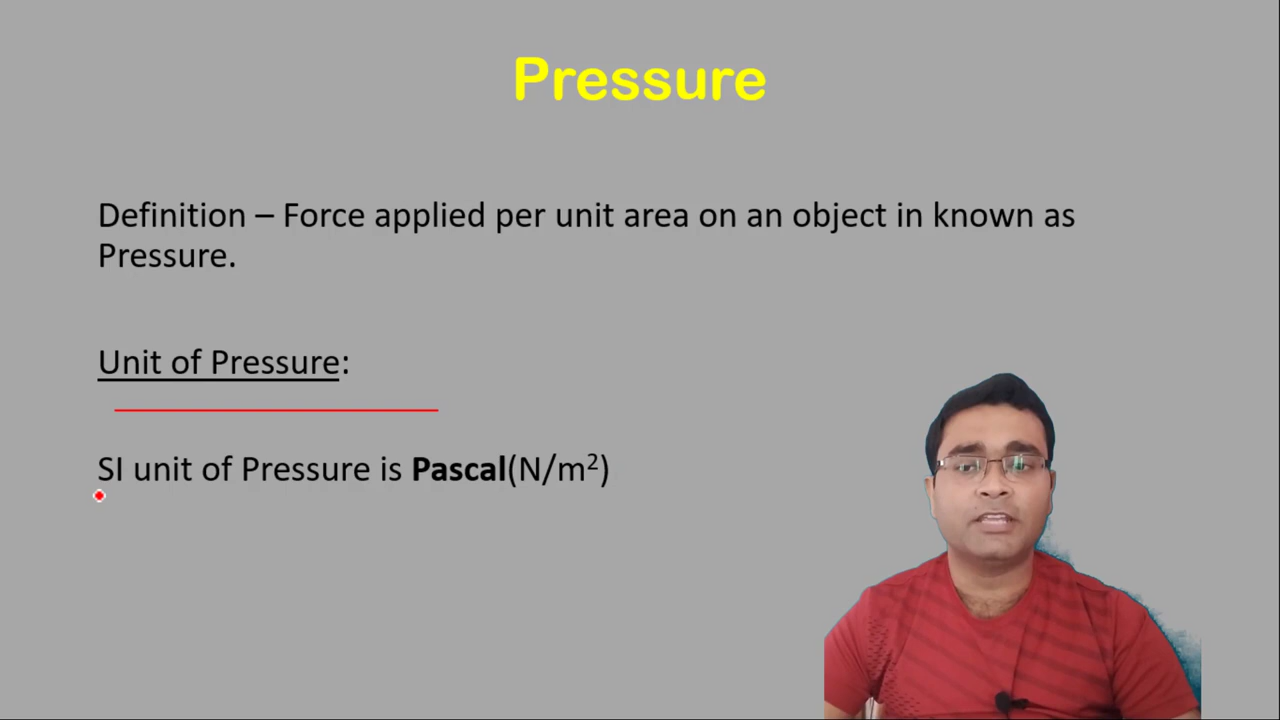 Pressure
Definition – Force applied per unit area on an object in known as
Pressure.
Unit of Pressure:
SI unit of Pressure is Pascal(N/m²)